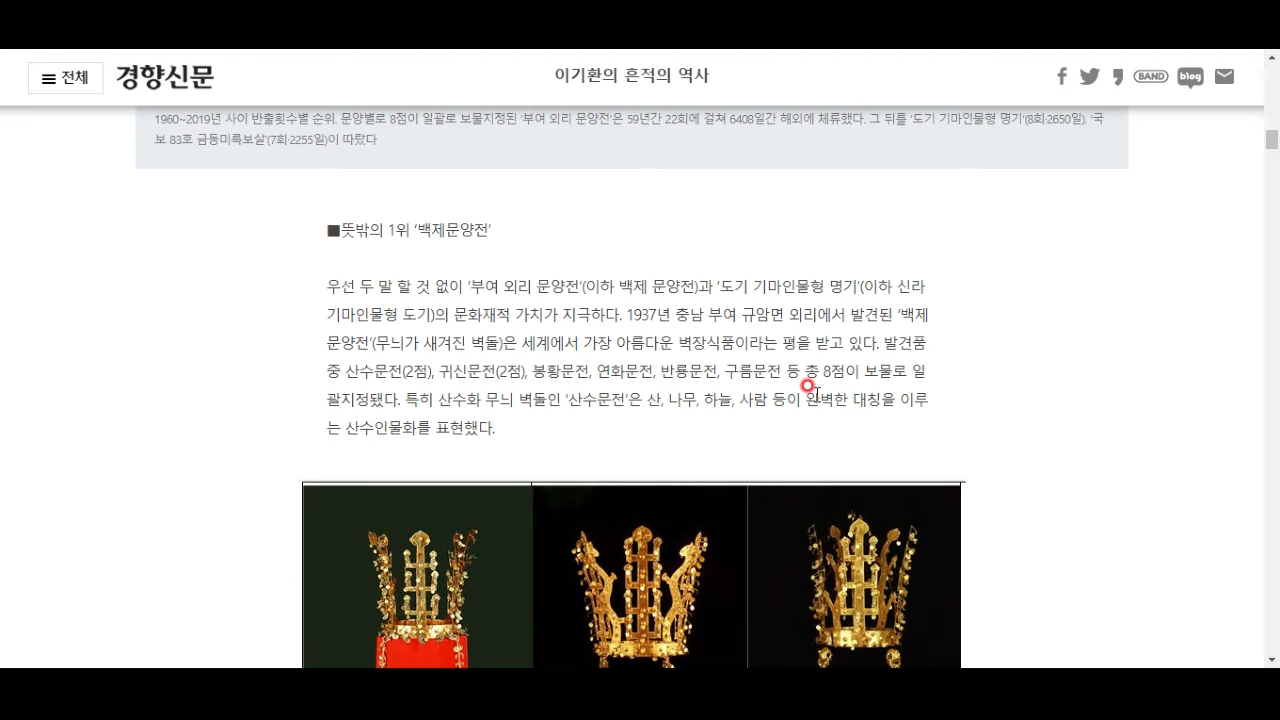 전체
경향신문
이기환의 흔적의 역사
BAND
blog
1960~2019년 사이 반출횟수별 순위. 문양별로 8점이 일괄로 보물지정된 '부여 외리 문양전'은 59년간 22회에 걸쳐 6408일간 해외에 체류했다. 그 뒤를 '도기 기마인물형 명기'(8회·2650일). '국
보 83호 금동미륵보살'(7회·2255일)이 따랐다
■뜻밖의 1위 '백제문양전'
우선 두 말 할 것 없이 '부여 외리 문양전'(이하 백제 문양전)과 '도기 기마인물형 명기'(이하 신라
기마인물형 도기)의 문화재적 가치가 지극하다. 1937년 충남 부여 규암면 외리에서 발견된 '백제
문양전'(무늬가 새겨진 벽돌)은 세계에서 가장 아름다운 벽장식품이라는 평을 받고 있다. 발견품
중 산수문전(2점), 귀신문전(2점), 봉황문전, 연화문전, 반룡문전, 구름문전 등 총 8점이 보물로 일
괄지정됐다. 특히 산수화 무늬 벽돌인 '산수문전'은 산, 나무, 하늘, 사람 등이 완벽한 대칭을 이루
는 산수인물화를 표현했다.